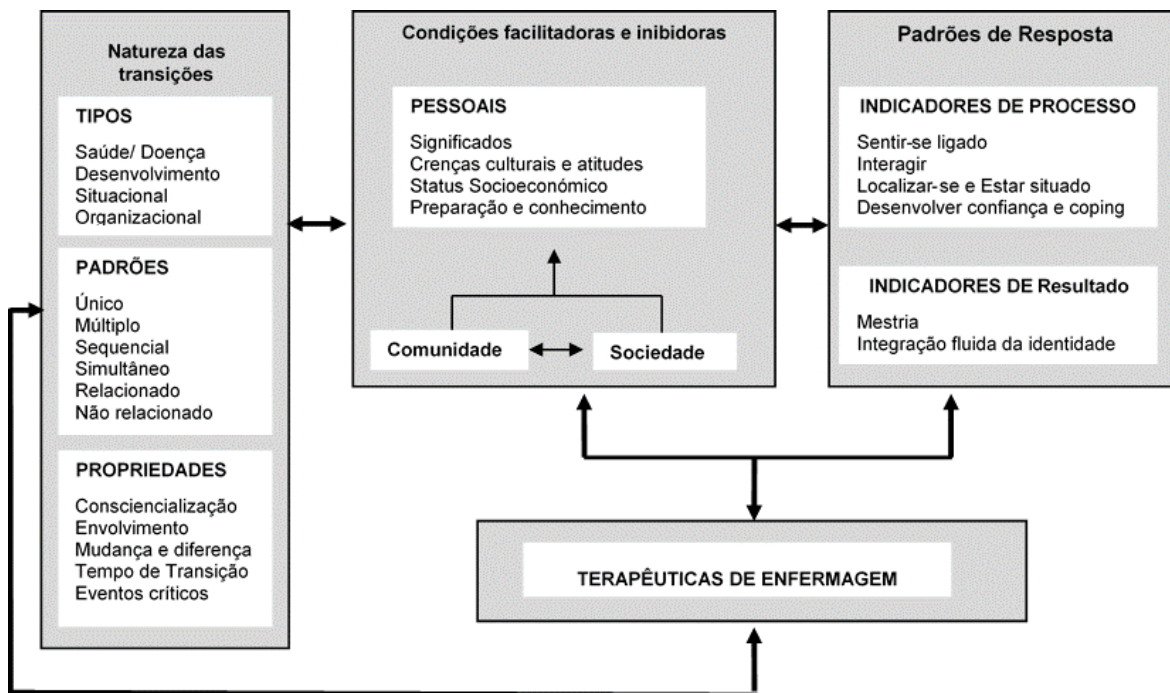 Natureza das
transições
TIPOS
Saúde/ Doença
Desenvolvimento
Situacional
Organizacional
PADRÕES
Único
Múltiplo
Sequencial
Simultâneo
Relacionado
Não relacionado
PROPRIEDADES
Consciencialização
Envolvimento
Mudança e diferença
Tempo de Transição
Eventos críticos
Condições facilitadoras e inibidoras
PESSOAIS
Significados
Crenças culturais e atitudes
Status Socioeconómico
Preparação e conhecimento
Comunidade
Sociedade
Padrões de Resposta
INDICADORES DE PROCESSO
Sentir-se ligado
Interagir
Localizar-se e Estar situado
Desenvolver confiança e coping
INDICADORES DE Resultado
Mestria
Integração fluida da identidade
TERAPÊUTICAS DE ENFERMAGEM